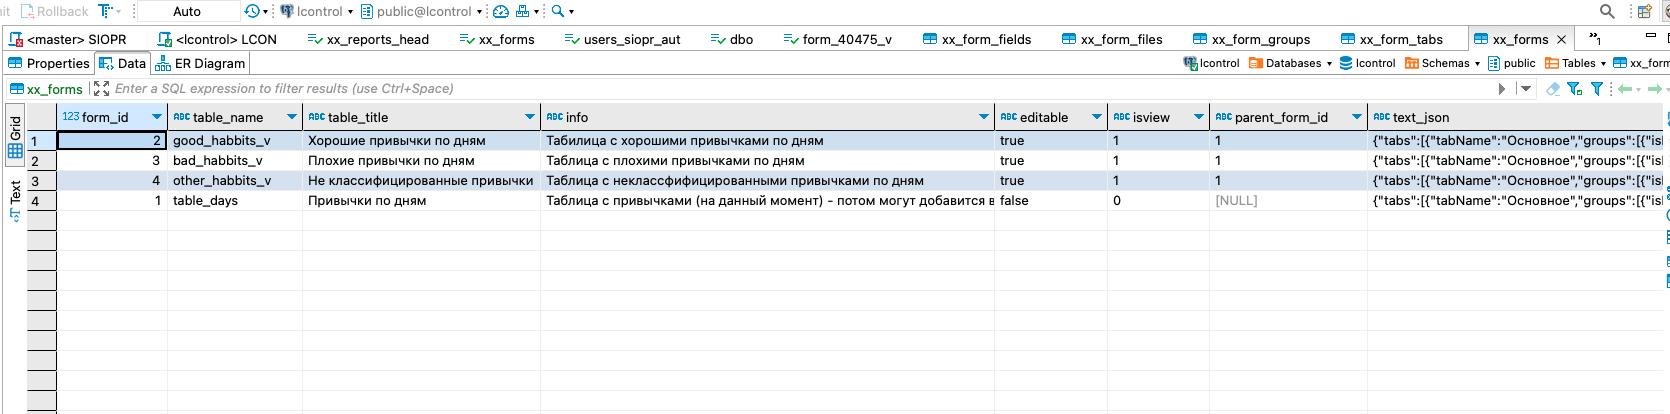 Rollback T Auto lcontrol public@lcontrol
<master> SIOPR <lcontrol> LCON xx_reports_head xx_forms users_siopr_aut dbo form_40475_v xx_form_fields xx_form_files xx_form_groups xx_form_tabs xx_forms »1
Properties Data ER Diagram lcontrol Databases lcontrol Schemas public Tables xx_form
xx_forms Enter a SQL expression to filter results (use Ctrl+Space)
Grid
Text
123 form_id ABC table_name ABC table_title ABC info ABC editable ABC isview ABC parent_form_id ABC text_json
1 2 good_habbits_v Хорошие привычки по дням Табилица с хорошими привычками по дням true 1 1 {"tabs":[{"tabName":"Основное","groups":[{"isl
2 3 bad_habbits_v Плохие привычки по дням Таблица с плохими привычками по дням true 1 1 {"tabs":[{"tabName":"Основное","groups":[{"isl
3 4 other_habbits_v Не классифицированные привычки Таблица с неклассфифицированными привычками по дням true 1 1 {"tabs":[{"tabName":"Основное","groups":[{"isl
4 1 table_days Привычки по дням Таблица с привычками (на данный момент) - потом могут добавится в false 0 [NULL] {"tabs":[{"tabName":"Основное","groups":[{"isl